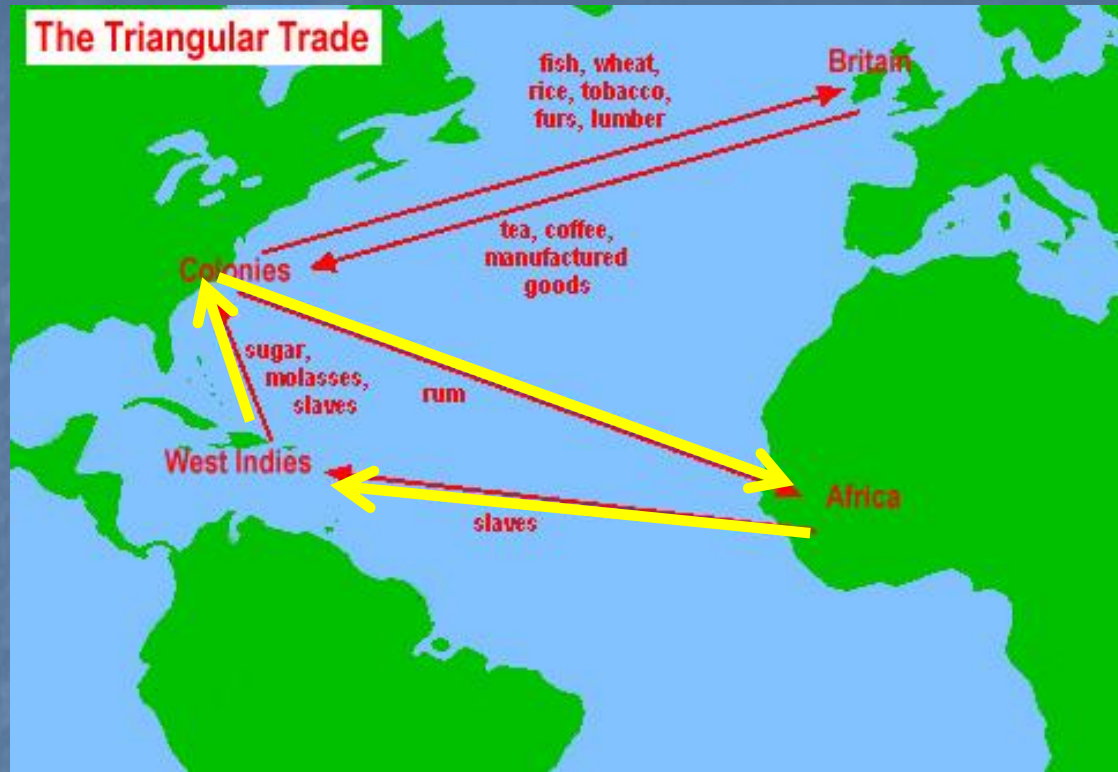 The Triangular Trade
fish, wheat,
rice, tobacco,
furs, lumber
Britain
tea, coffee,
manufactured
goods
Colonies
sugar,
molasses,
slaves
rum
West Indies
Africa
slaves